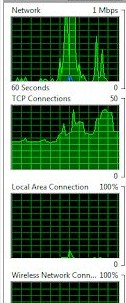 Network 1 Mbps
60 Seconds 0
TCP Connections 50
0
Local Area Connection 100%
0
Wireless Network Conn... 100%